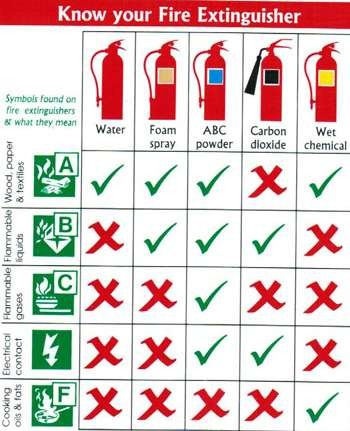 Know your Fire Extinguisher
Symbols found on
fire extinguishers
& what they mean
Water
Foam
spray
ABC
powder
Carbon
dioxide
Wet
chemical
Wood, paper
& textiles
A
Flammable
liquids
B
Flammable
gases
C
Electrical
contact
Cooking
oils & fats
F